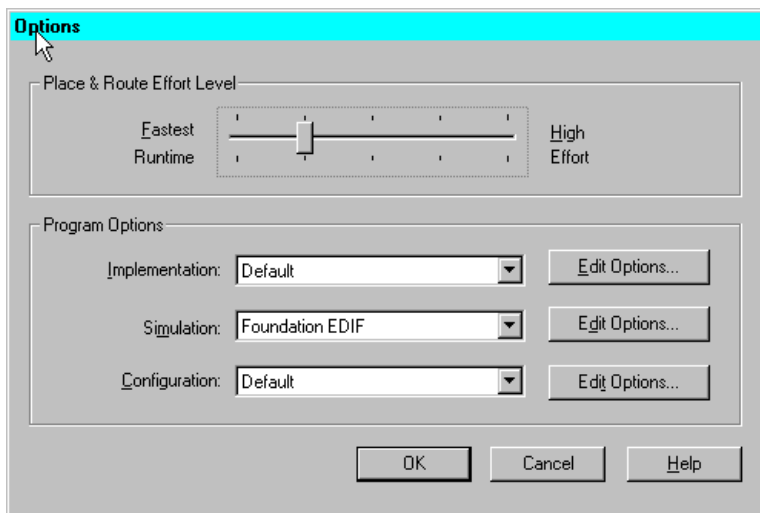 Options
Place & Route Effort Level
Fastest
Runtime
High
Effort
Program Options
Implementation: Default Edit Options...
Simulation: Foundation EDIF Edit Options...
Configuration: Default Edit Options...
OK Cancel Help